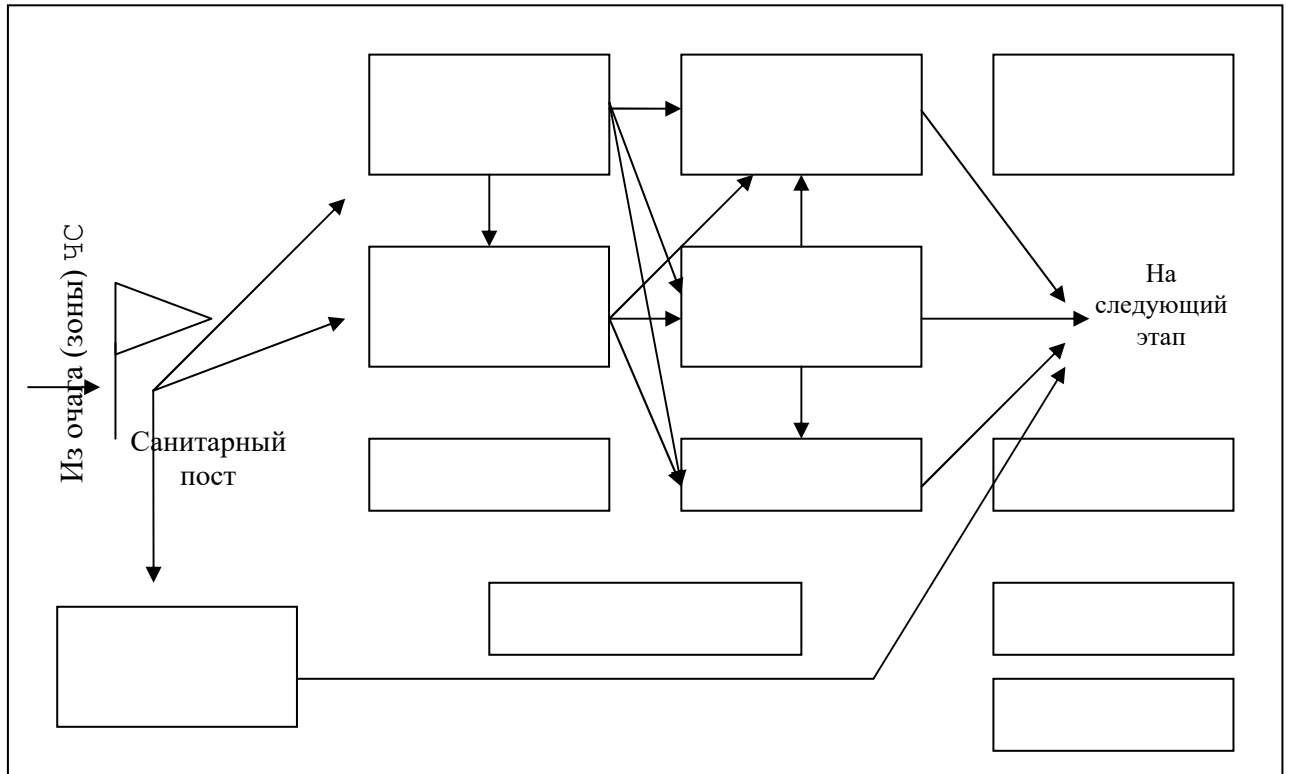 Из очага (зоны) ЧС
Санитарный
пост
На
следующий
этап